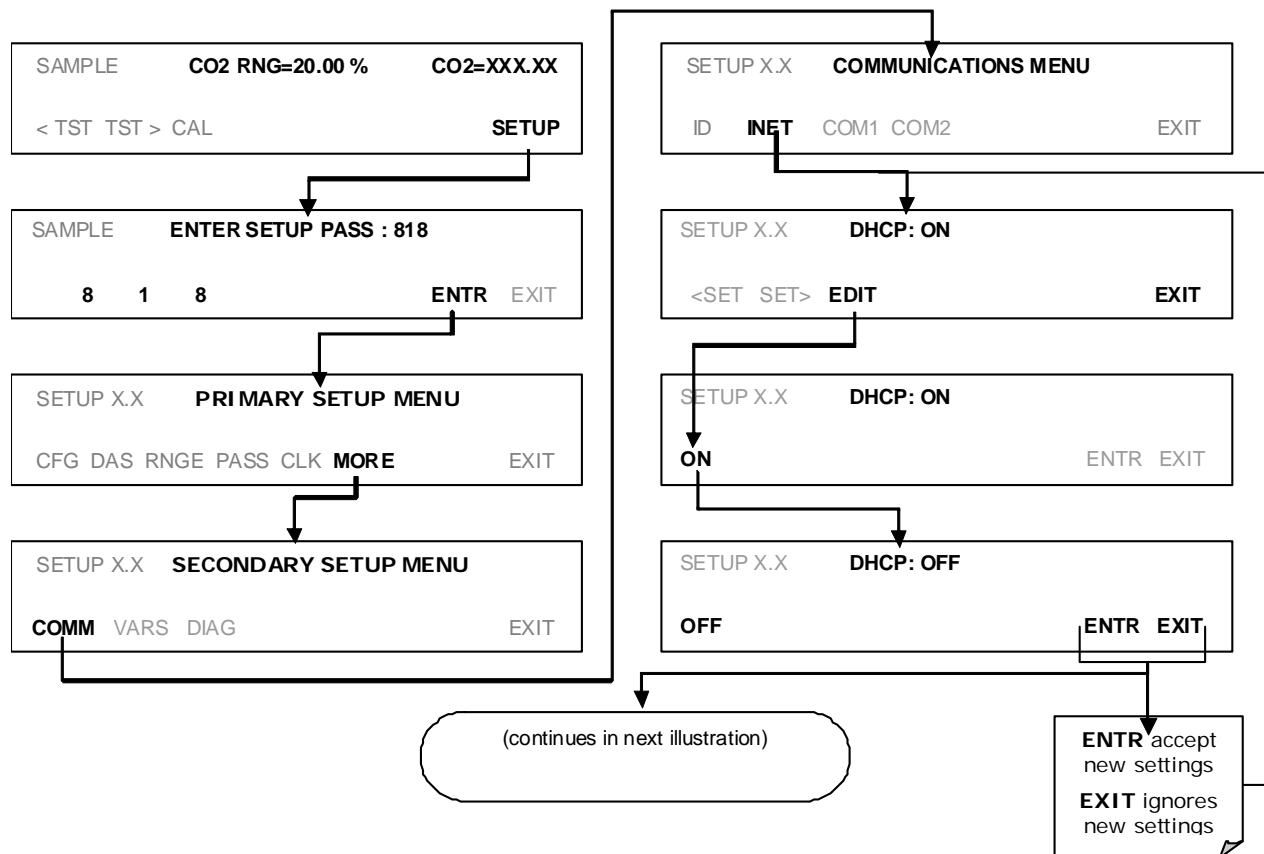 SAMPLE CO2 RNG=20.00 % CO2=XXX.XX
< TST TST > CAL SETUP
SAMPLE ENTER SETUP PASS : 818
8 1 8 ENTR EXIT
SETUP X.X PRIMARY SETUP MENU
CFG DAS RNGE PASS CLK MORE EXIT
SETUP X.X SECONDARY SETUP MENU
COMM VARS DIAG EXIT
SETUP X.X COMMUNICATIONS MENU
ID INET COM1 COM2 EXIT
SETUP X.X DHCP: ON
<SET SET> EDIT EXIT
SETUP X.X DHCP: ON
ON ENTR EXIT
SETUP X.X DHCP: OFF
OFF ENTR EXIT
(continues in next illustration)
ENTR accept
new settings
EXIT ignores
new settings